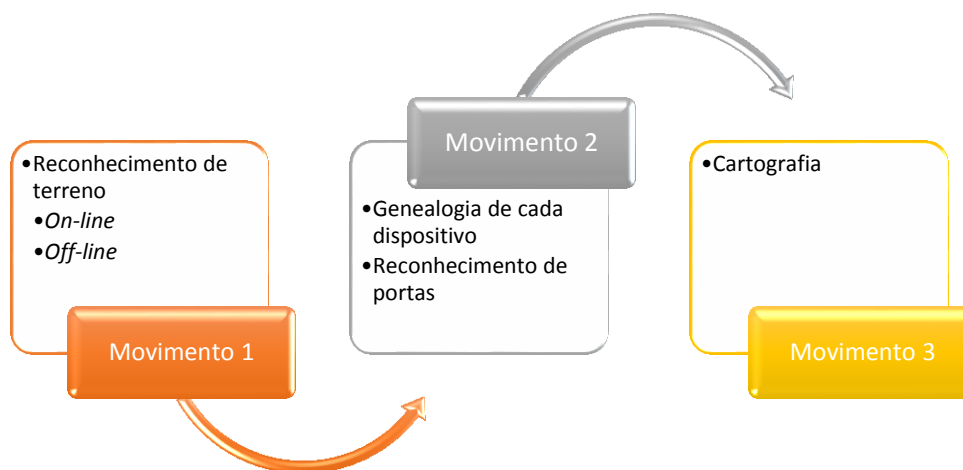 •Reconhecimento de
terreno
•On-line
•Off-line
Movimento 1
Movimento 2
•Genealogia de cada
dispositivo
•Reconhecimento de
portas
•Cartografia
Movimento 3